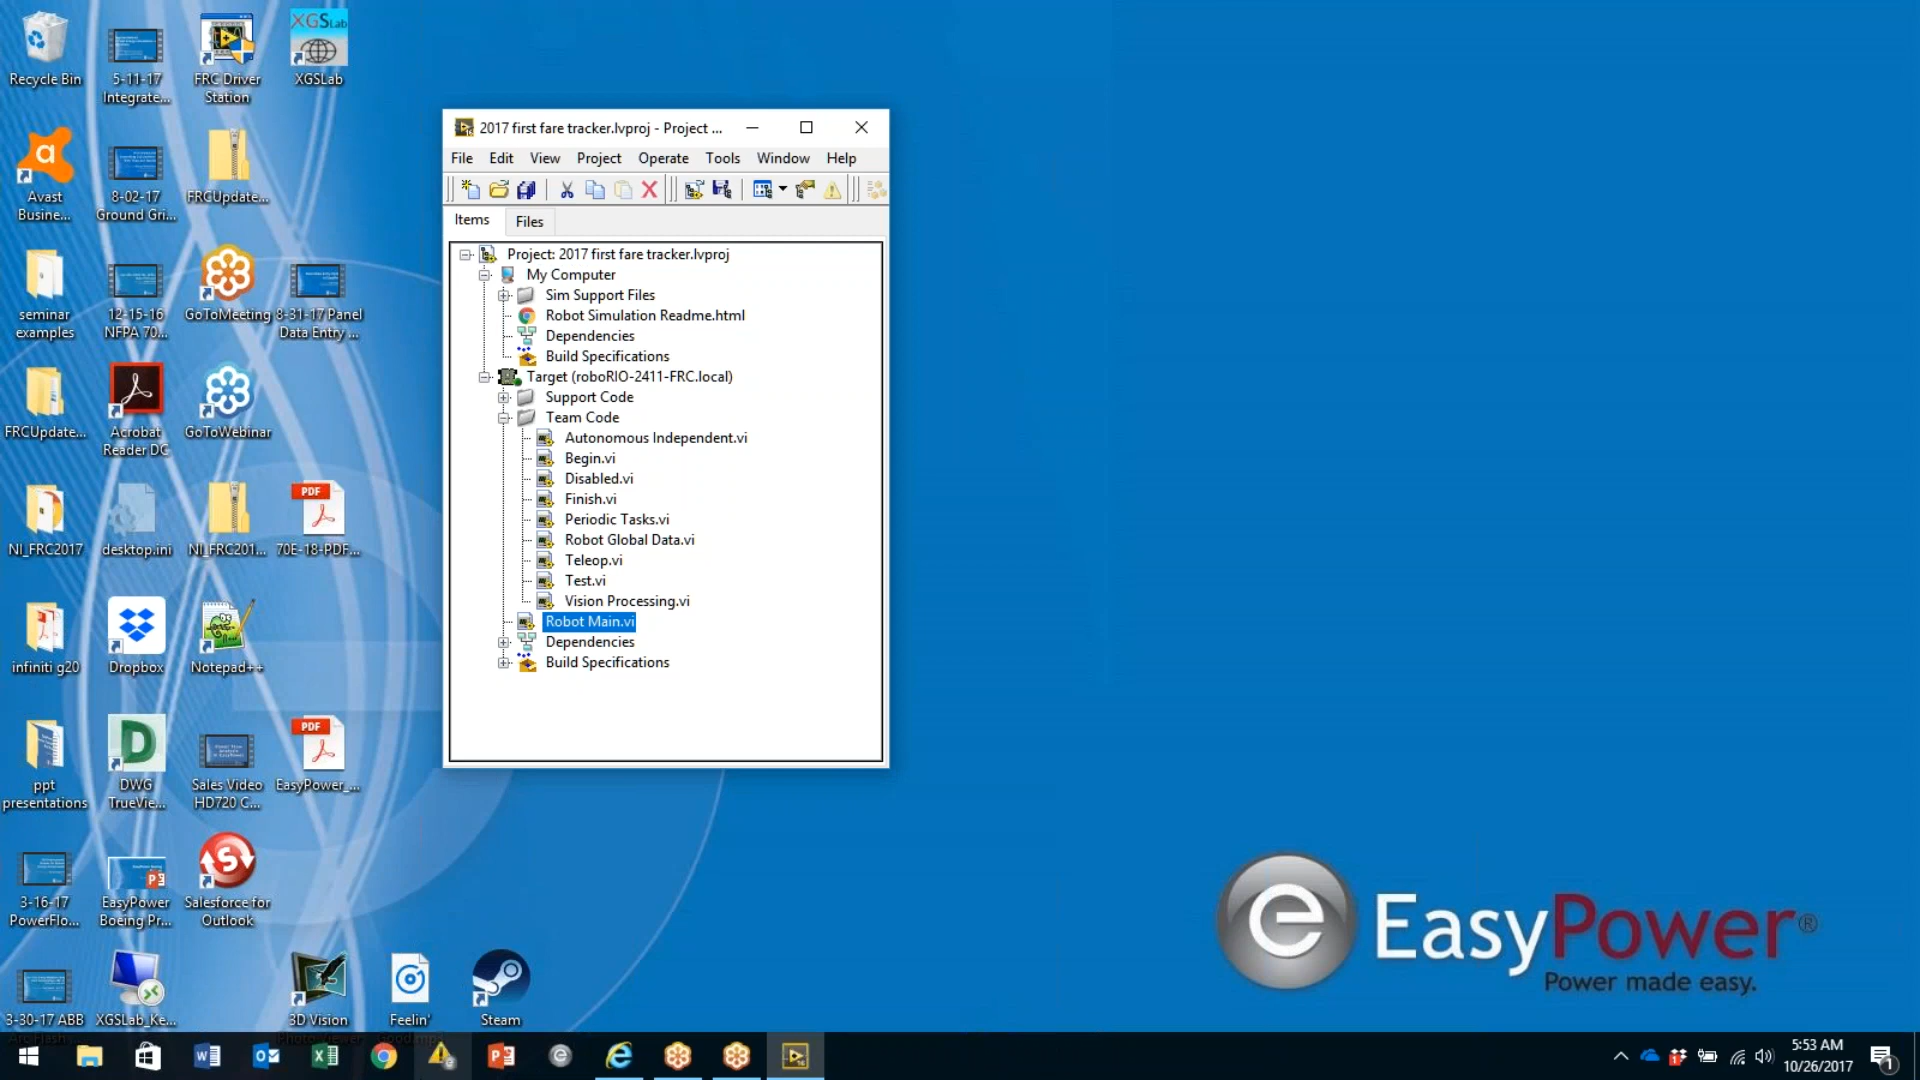 Recycle Bin
5-11-17
Integrate...
FRC Driver
Station
XGSLab
XGSLab
Avast
Busine...
8-02-17
Ground Gri...
FRCUpdate...
seminar
examples
12-15-16
NFPA 70...
GoToMeeting
8-31-17 Panel
Data Entry ...
FRCUpdate...
Acrobat
Reader DC
GoToWebinar
NI_FRC2017
desktop.ini
NI_FRC201...
PDF
70E-18-PDF...
infiniti g20
Dropbox
Notepad++
ppt
presentations
DWG
TrueVie...
Sales Video
HD720 C...
PDF
EasyPower_...
3-16-17
PowerFlo...
EasyPower
Boeing Pr...
Salesforce for
Outlook
3-30-17 ABB
XGSLab_Ke...
3D Vision
Feelin'
Steam
2017 first fare tracker.lvproj - Project ...
File Edit View Project Operate Tools Window Help
Items Files
Project: 2017 first fare tracker.lvproj
My Computer
Sim Support Files
Robot Simulation Readme.html
Dependencies
Build Specifications
Target (roboRIO-2411-FRC.local)
Support Code
Team Code
Autonomous Independent.vi
Begin.vi
Disabled.vi
Finish.vi
Periodic Tasks.vi
Robot Global Data.vi
Teleop.vi
Test.vi
Vision Processing.vi
Robot Main.vi
Dependencies
Build Specifications
e EasyPower®
Power made easy.
5:53 AM
10/26/2017
1